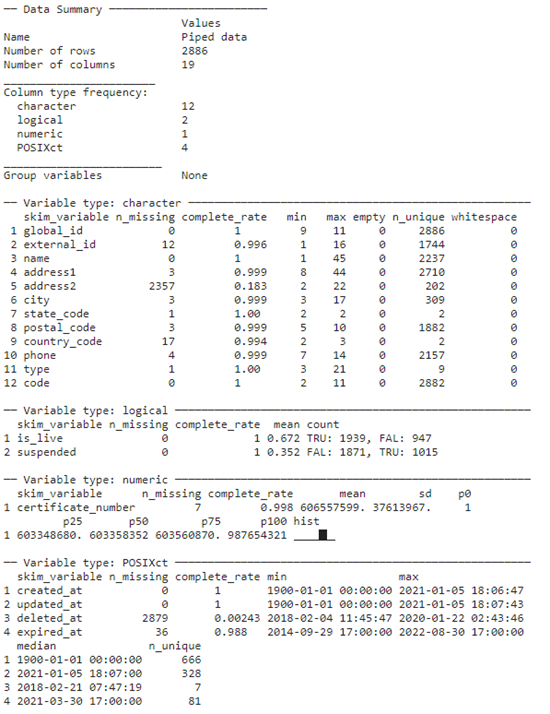 ── Data Summary ────────────────────────
                           Values
Name                       Piped data
Number of rows             2886
Number of columns          19
_______________________
Column type frequency:
  character                12
  logical                  2
  numeric                  1
  POSIXct                  4
________________________
Group variables            None
── Variable type: character ────────────────────────
   skim_variable n_missing complete_rate   min   max empty n_unique whitespace
 1 global_id             0         1         9    11     0     2886          0
 2 external_id          12         0.996     1    16     0     1744          0
 3 name                  0         1         1    45     0     2237          0
 4 address1              3         0.999     8    44     0     2710          0
 5 address2           2357         0.183     2    22     0      202          0
 6 city                  3         0.999     3    17     0      309          0
 7 state_code            1         1.00      2     2     0        2          0
 8 postal_code           3         0.999     5    10     0     1882          0
 9 country_code         17         0.994     2     3     0        2          0
10 phone                 4         0.999     7    14     0     2157          0
11 type                  1         1.00      3    21     0        9          0
12 code                  0         1         2    11     0     2882          0
── Variable type: logical ────────────────────────
  skim_variable n_missing complete_rate  mean count
1 is_live               0             1 0.672 TRU: 1939, FAL: 947
2 suspended             0             1 0.352 FAL: 1871, TRU: 1015
── Variable type: numeric ────────────────────────
  skim_variable      n_missing complete_rate       mean        sd    p0
1 certificate_number         7         0.998 606557599. 37613967.     1
        p25       p50        p75      p100 hist
1 603348680. 603358352 603560870. 987654321
── Variable type: POSIXct ────────────────────────
  skim_variable n_missing complete_rate min                 max
1 created_at            0       1       1900-01-01 00:00:00 2021-01-05 18:06:47
2 updated_at            0       1       1900-01-01 00:00:00 2021-01-05 18:07:43
3 deleted_at         2879       0.00243 2018-02-04 11:45:47 2020-01-22 02:43:46
4 expired_at           36       0.988   2014-09-29 17:00:00 2022-08-30 17:00:00
  median              n_unique
1 1900-01-01 00:00:00      666
2 2021-01-05 18:07:00      328
3 2018-02-21 07:47:19        7
4 2021-03-30 17:00:00       81